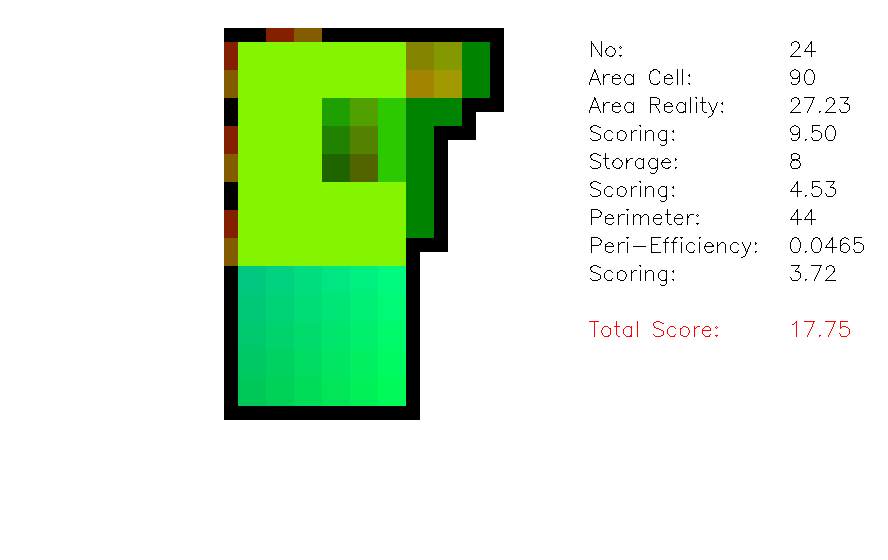 No: 24
Area Cell: 90
Area Reality: 27.23
Scoring: 9.50
Storage: 8
Scoring: 4.53
Perimeter: 44
Peri-Efficiency: 0.0465
Scoring: 3.72
Total Score: 17.75